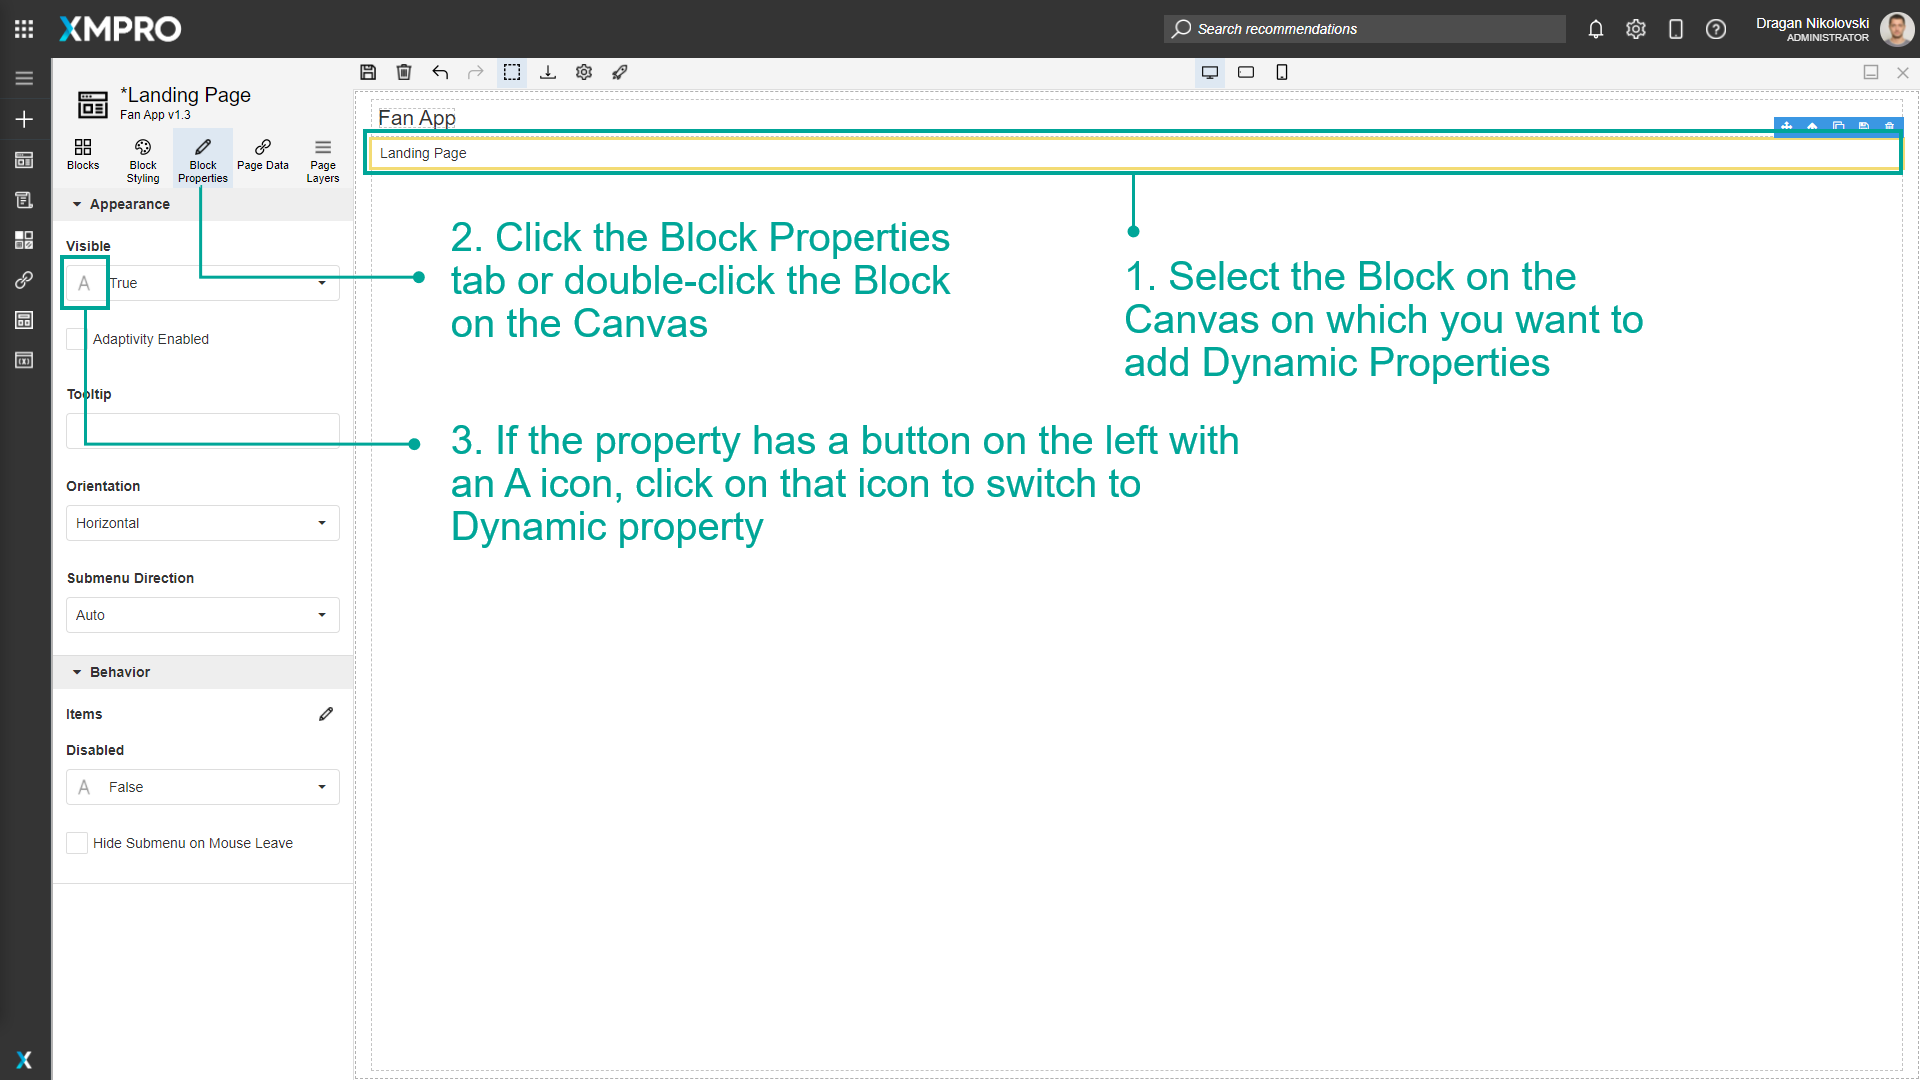 XMPRO
Search recommendations
Dragan Nikolovski
ADMINISTRATOR
*Landing Page
Fan App v1.3
Blocks
Block
Styling
Block
Properties
Page Data
Page
Layers
Appearance
Visible
A True
Adaptivity Enabled
Tooltip
Orientation
Horizontal
Submenu Direction
Auto
Behavior
Items
Disabled
A False
Hide Submenu on Mouse Leave
X
Fan App
Landing Page
1. Select the Block on the
Canvas on which you want to
add Dynamic Properties
2. Click the Block Properties
tab or double-click the Block
on the Canvas
3. If the property has a button on the left with
an A icon, click on that icon to switch to
Dynamic property